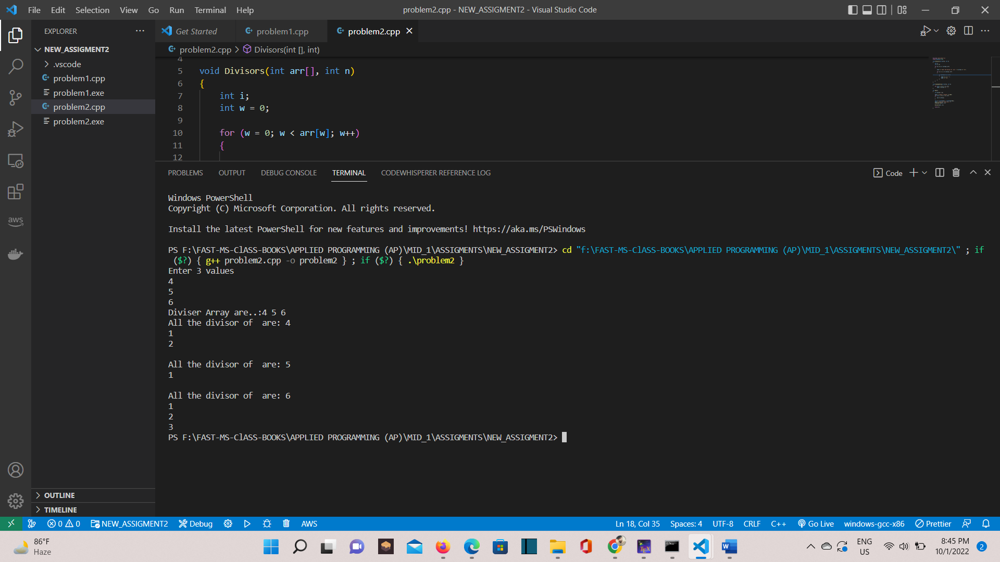 File Edit Selection View Go Run Terminal Help
problem2.cpp - NEW_ASSIGMENT2 - Visual Studio Code
EXPLORER
NEW_ASSIGMENT2
.vscode
problem1.cpp
problem1.exe
problem2.cpp
problem2.exe
OUTLINE
TIMELINE
aws
Get Started problem1.cpp problem2.cpp
problem2.cpp > Divisors(int [], int)
4
5 void Divisors(int arr[], int n)
6 {
7 int i;
8 int w = 0;
9
10 for (w = 0; w < arr[w]; w++)
11 {
12
PROBLEMS OUTPUT DEBUG CONSOLE TERMINAL CODEWHISPERER REFERENCE LOG
Code
Windows PowerShell
Copyright (C) Microsoft Corporation. All rights reserved.
Install the latest PowerShell for new features and improvements! https://aka.ms/PSWindows
PS F:\FAST-MS-ClASS-BOOKS\APPLIED PROGRAMMING (AP)\MID_1\ASSIGMENTS\NEW_ASSIGMENT2> cd "f:\FAST-MS-ClASS-BOOKS\APPLIED PROGRAMMING (AP)\MID_1\ASSIGMENTS\NEW_ASSIGMENT2\" ; if
($?) { g++ problem2.cpp -o problem2 } ; if ($?) { .\problem2 }
Enter 3 values
4
5
6
Diviser Array are..:4 5 6
All the divisor of  are: 4
1
2
All the divisor of  are: 5
1
All the divisor of  are: 6
1
2
3
PS F:\FAST-MS-ClASS-BOOKS\APPLIED PROGRAMMING (AP)\MID_1\ASSIGMENTS\NEW_ASSIGMENT2>
0 0 NEW_ASSIGMENT2 Debug AWS
Ln 18, Col 35 Spaces: 4 UTF-8 CRLF C++ Go Live windows-gcc-x86 Prettier
86°F
Haze
TEX
W
ENG
US
8:45 PM
10/1/2022
2